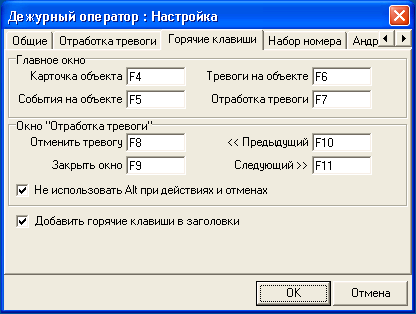 Дежурный оператор : Настройка
Общие Отработка тревоги Горячие клавиши Набор номера Андр
Главное окно
Карточка объекта F4 Тревоги на объекте F6
События на объекте F5 Отработка тревоги F7
Окно "Отработка тревоги"
Отменить тревогу F8 << Предыдущий F10
Закрыть окно F9 Следующий >> F11
Не использовать Alt при действиях и отменах
Добавить горячие клавиши в заголовки
OK Отмена